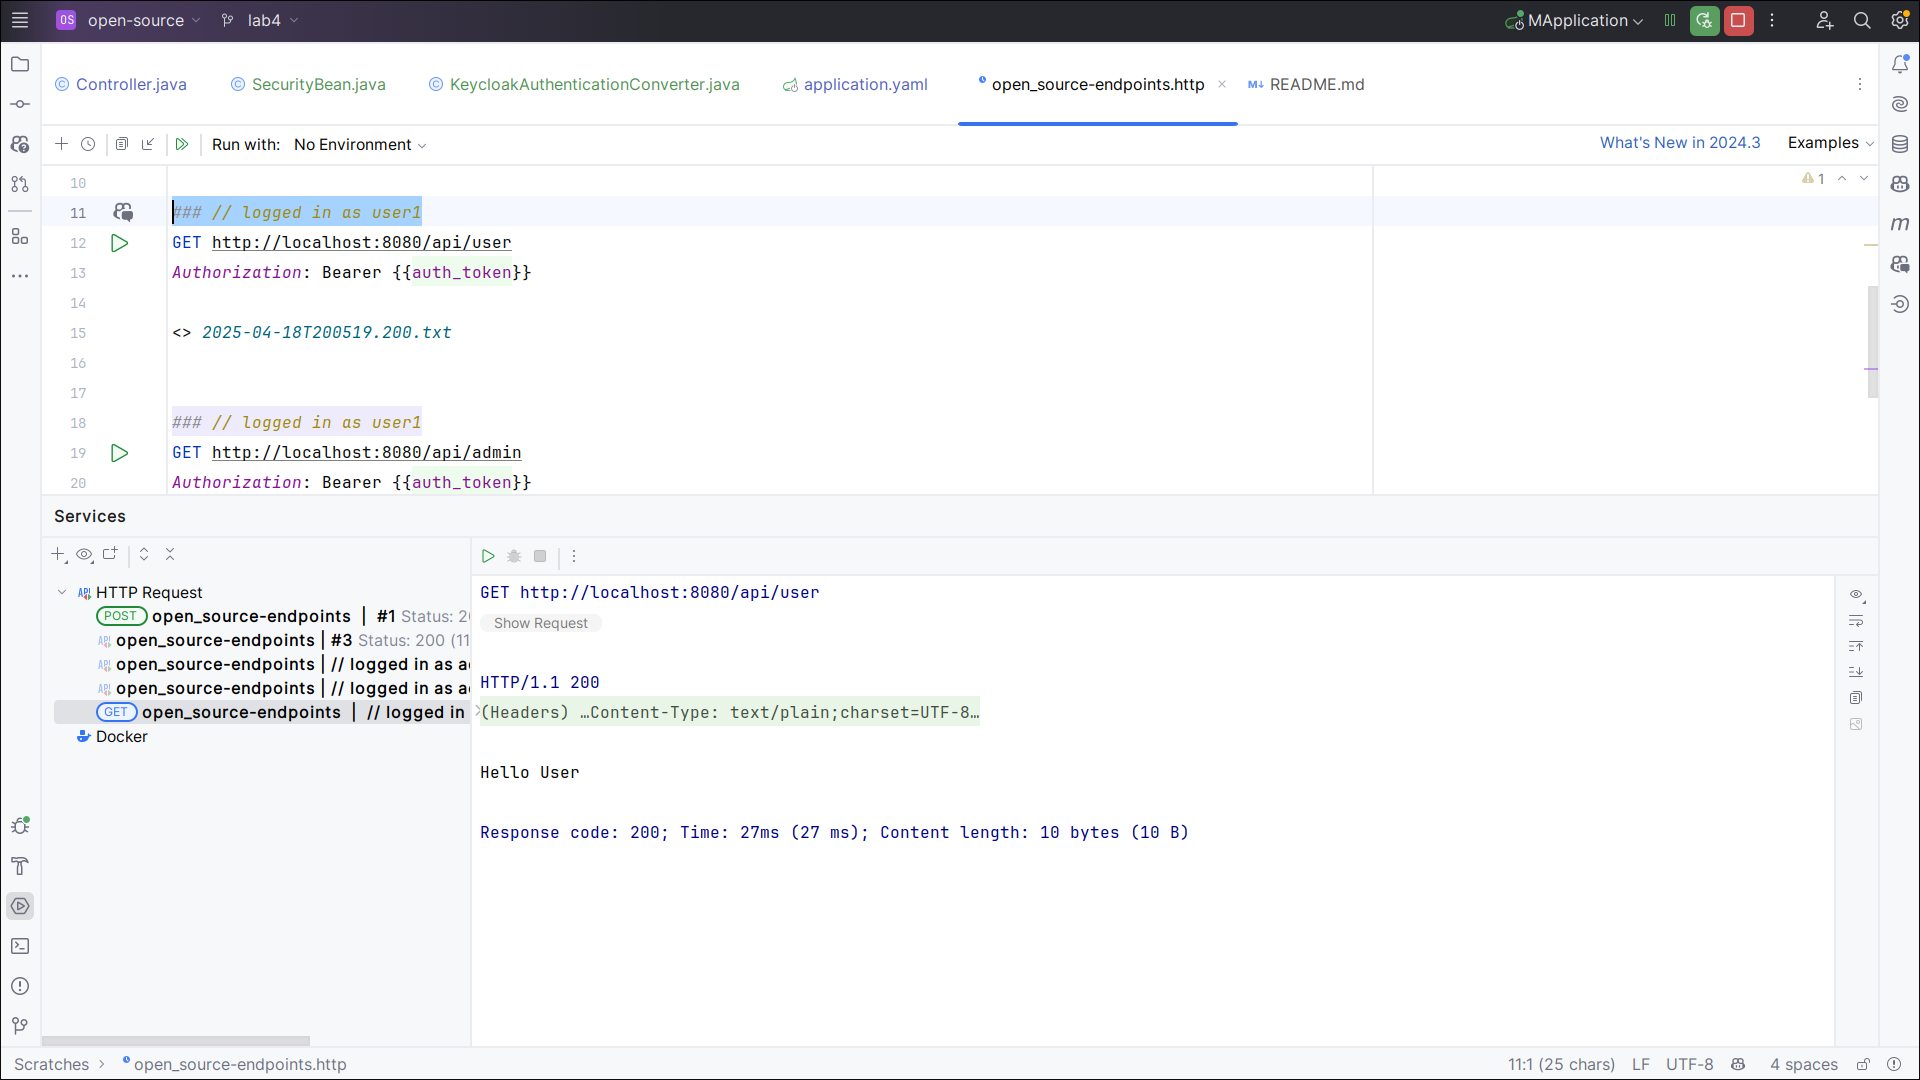 OS open-source lab4 MApplication
Controller.java SecurityBean.java KeycloakAuthenticationConverter.java application.yaml open_source-endpoints.http README.md
Run with: No Environment What's New in 2024.3 Examples
10 1
11 ### // logged in as user1
12 GET http://localhost:8080/api/user
13 Authorization: Bearer {{auth_token}}
14
15 <> 2025-04-18T200519.200.txt
16
17
18 ### // logged in as user1
19 GET http://localhost:8080/api/admin
20 Authorization: Bearer {{auth_token}}
Services
HTTP Request
POST open_source-endpoints | #1 Status: 20
open_source-endpoints | #3 Status: 200 (11
open_source-endpoints | // logged in as a
open_source-endpoints | // logged in as a
GET open_source-endpoints | // logged in
Docker
GET http://localhost:8080/api/user
Show Request
HTTP/1.1 200
(Headers) …Content-Type: text/plain;charset=UTF-8…
Hello User
Response code: 200; Time: 27ms (27 ms); Content length: 10 bytes (10 B)
Scratches open_source-endpoints.http 11:1 (25 chars) LF UTF-8 4 spaces